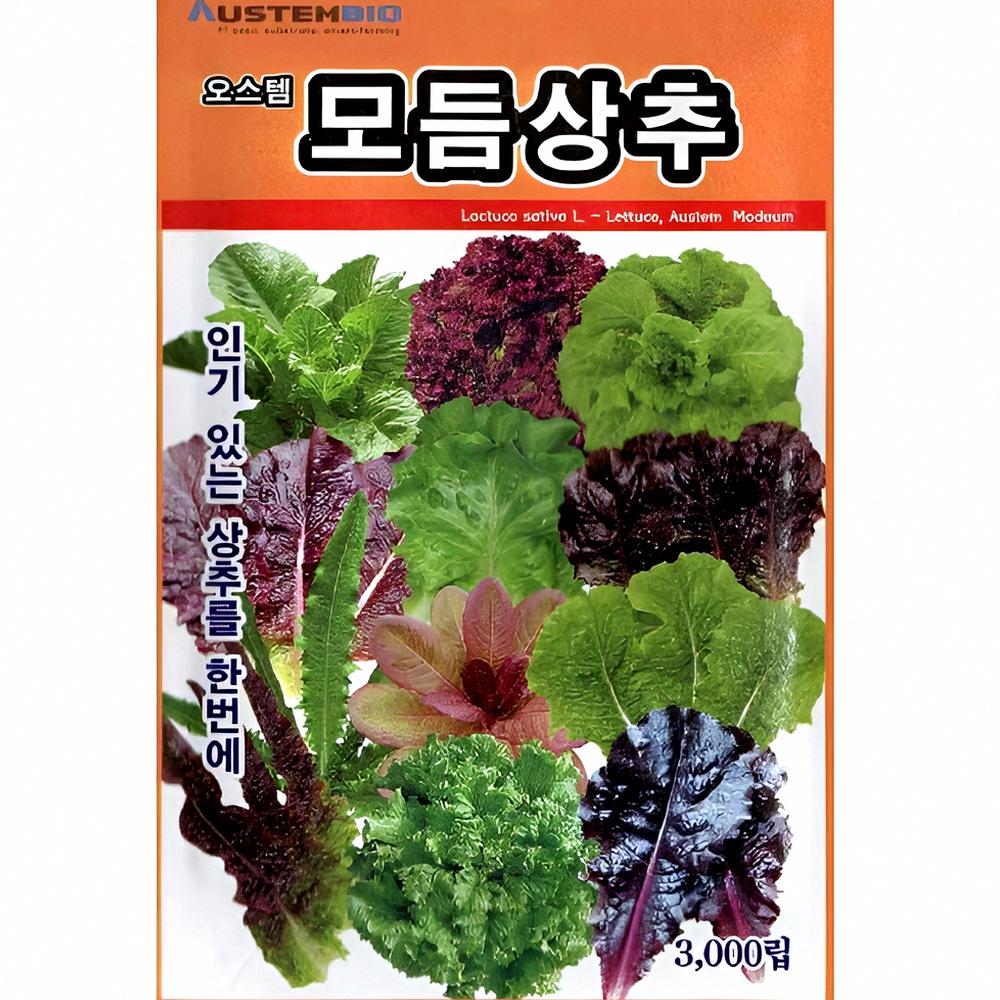 AUSTEMBIO
오스템
모듬상추
Lactuca sativa L. - Lettuce, Austem Modeum
인기 있는 상추를 한번에
3,000립